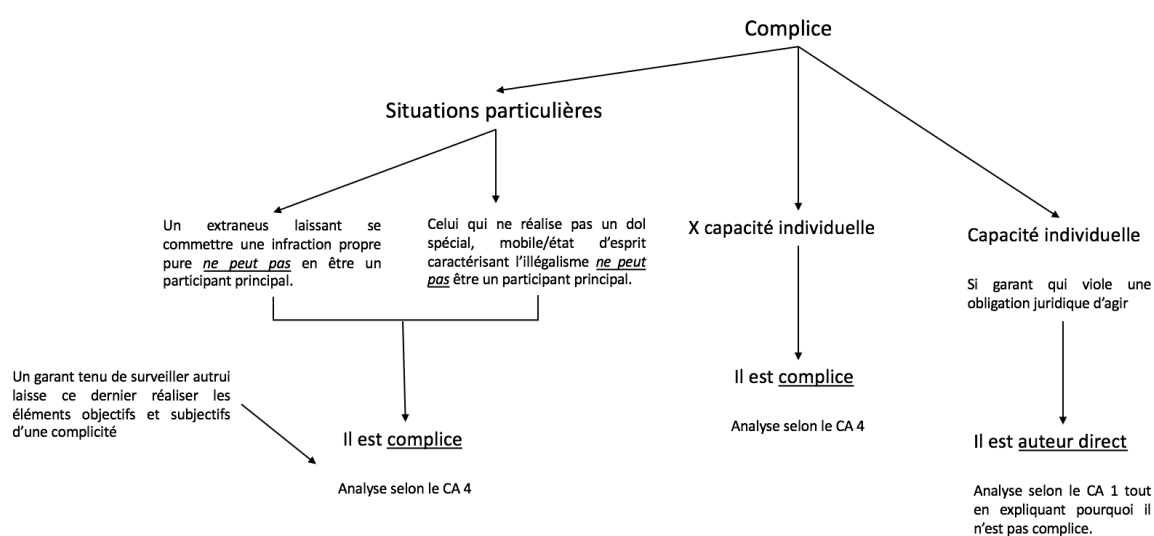 Complice
Situations particulières
Un extraneus laissant se
commettre une infraction propre
pure ne peut pas en être un
participant principal.
Celui qui ne réalise pas un dol
spécial, mobile/état d’esprit
caractérisant l’illégalisme ne peut
pas être un participant principal.
X capacité individuelle
Capacité individuelle
Si garant qui viole une
obligation juridique d’agir
Un garant tenu de surveiller autrui
laisse ce dernier réaliser les
éléments objectifs et subjectifs
d’une complicité
Il est complice
Analyse selon le CA 4
Il est complice
Analyse selon le CA 4
Il est auteur direct
Analyse selon le CA 1 tout
en expliquant pourquoi il
n’est pas complice.